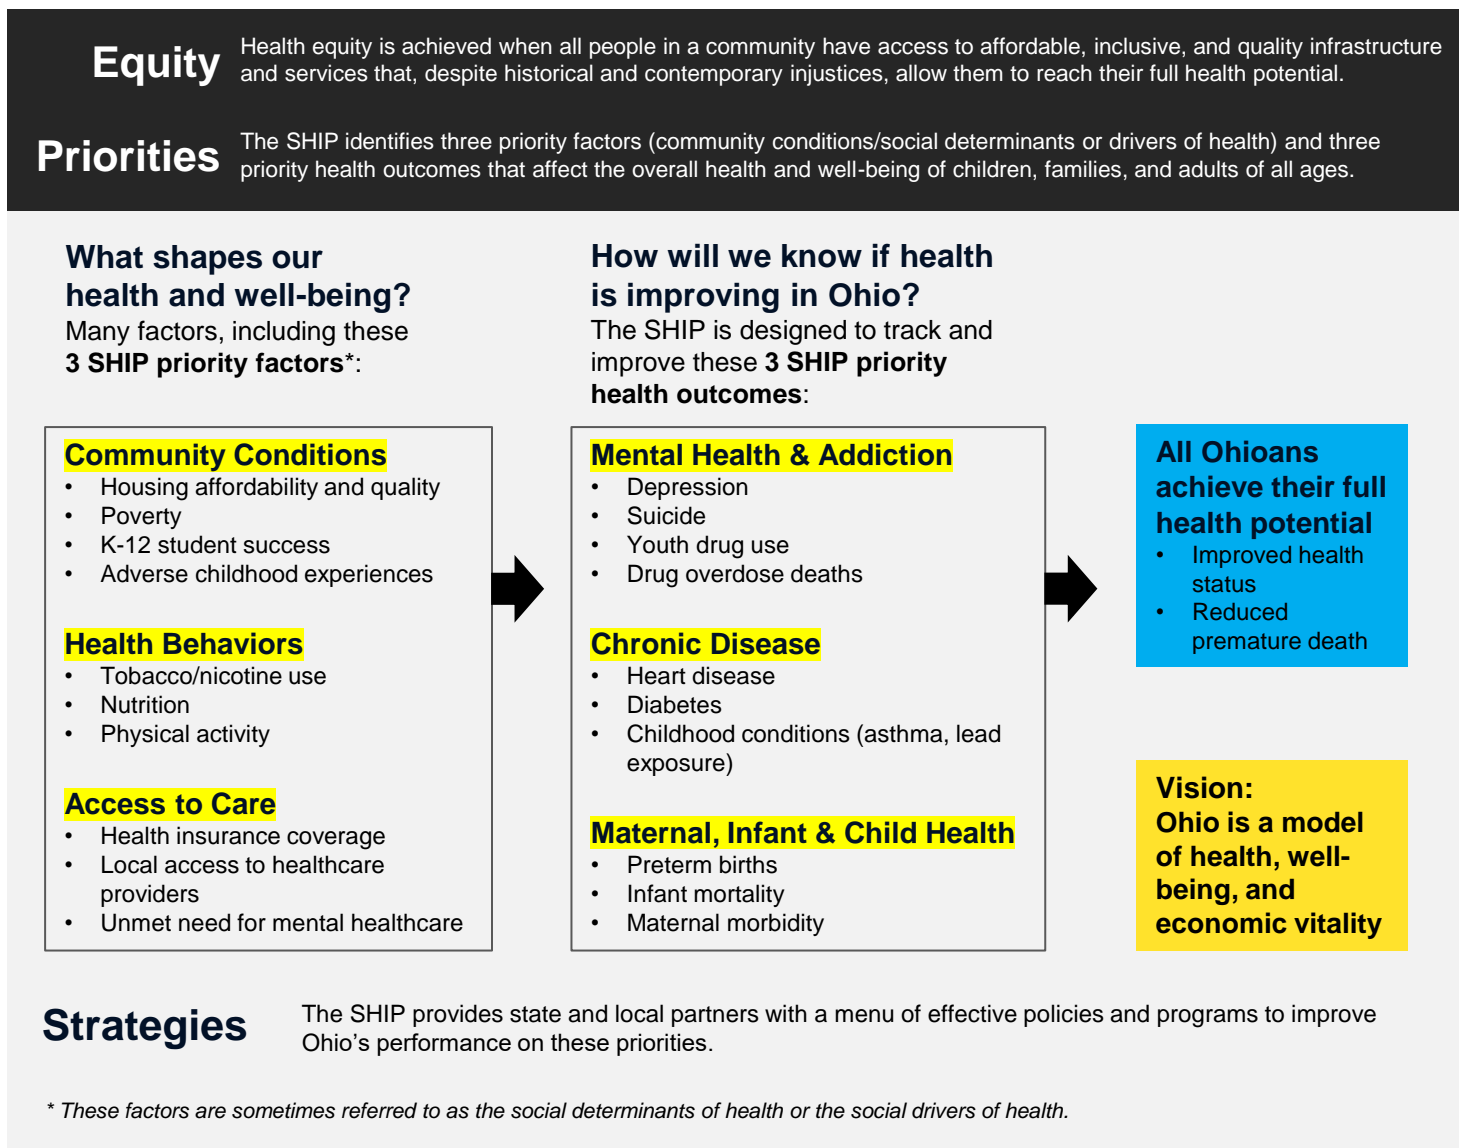 Equity
Health equity is achieved when all people in a community have access to affordable, inclusive, and quality infrastructure
and services that, despite historical and contemporary injustices, allow them to reach their full health potential.
Priorities
The SHIP identifies three priority factors (community conditions/social determinants or drivers of health) and three
priority health outcomes that affect the overall health and well-being of children, families, and adults of all ages.
What shapes our
health and well-being?
Many factors, including these
3 SHIP priority factors*:
Community Conditions
• Housing affordability and quality
• Poverty
• K-12 student success
• Adverse childhood experiences
Health Behaviors
• Tobacco/nicotine use
• Nutrition
• Physical activity
Access to Care
• Health insurance coverage
• Local access to healthcare
providers
• Unmet need for mental healthcare
How will we know if health
is improving in Ohio?
The SHIP is designed to track and
improve these 3 SHIP priority
health outcomes:
Mental Health & Addiction
• Depression
• Suicide
• Youth drug use
• Drug overdose deaths
Chronic Disease
• Heart disease
• Diabetes
• Childhood conditions (asthma, lead
exposure)
Maternal, Infant & Child Health
• Preterm births
• Infant mortality
• Maternal morbidity
All Ohioans
achieve their full
health potential
• Improved health
status
• Reduced
premature death
Vision:
Ohio is a model
of health, well-
being, and
economic vitality
Strategies
The SHIP provides state and local partners with a menu of effective policies and programs to improve
Ohio’s performance on these priorities.
* These factors are sometimes referred to as the social determinants of health or the social drivers of health.